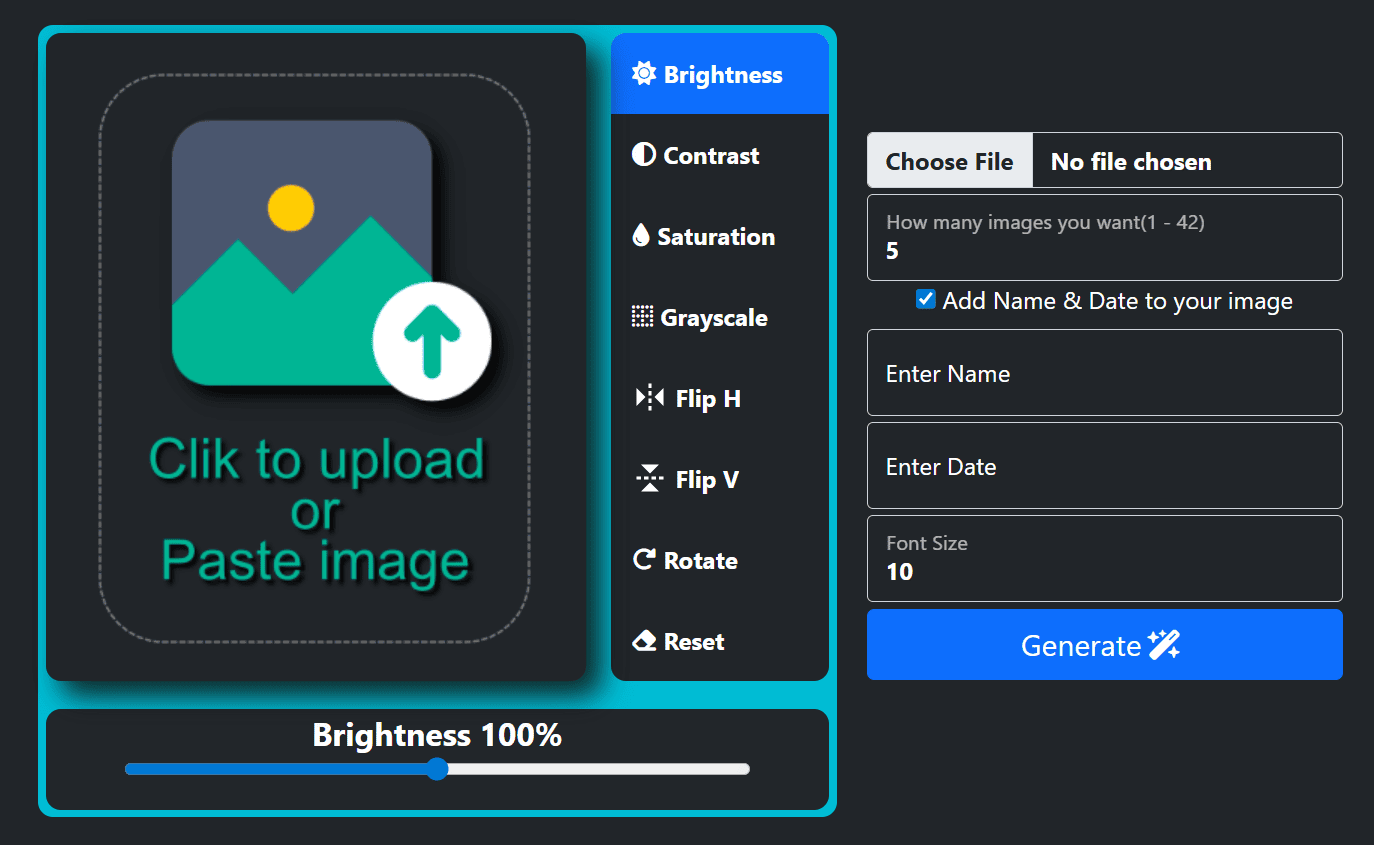 Clik to upload
or
Paste image
Brightness
Contrast
Saturation
Grayscale
Flip H
Flip V
Rotate
Reset
Brightness 100%
Choose File No file chosen
How many images you want(1 - 42)
5
Add Name & Date to your image
Enter Name
Enter Date
Font Size
10
Generate